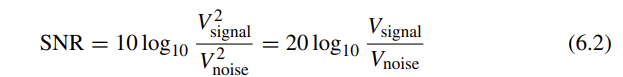 SNR = 10 log₁₀ V²signal / V²noise = 20 log₁₀ Vsignal / Vnoise (6.2)